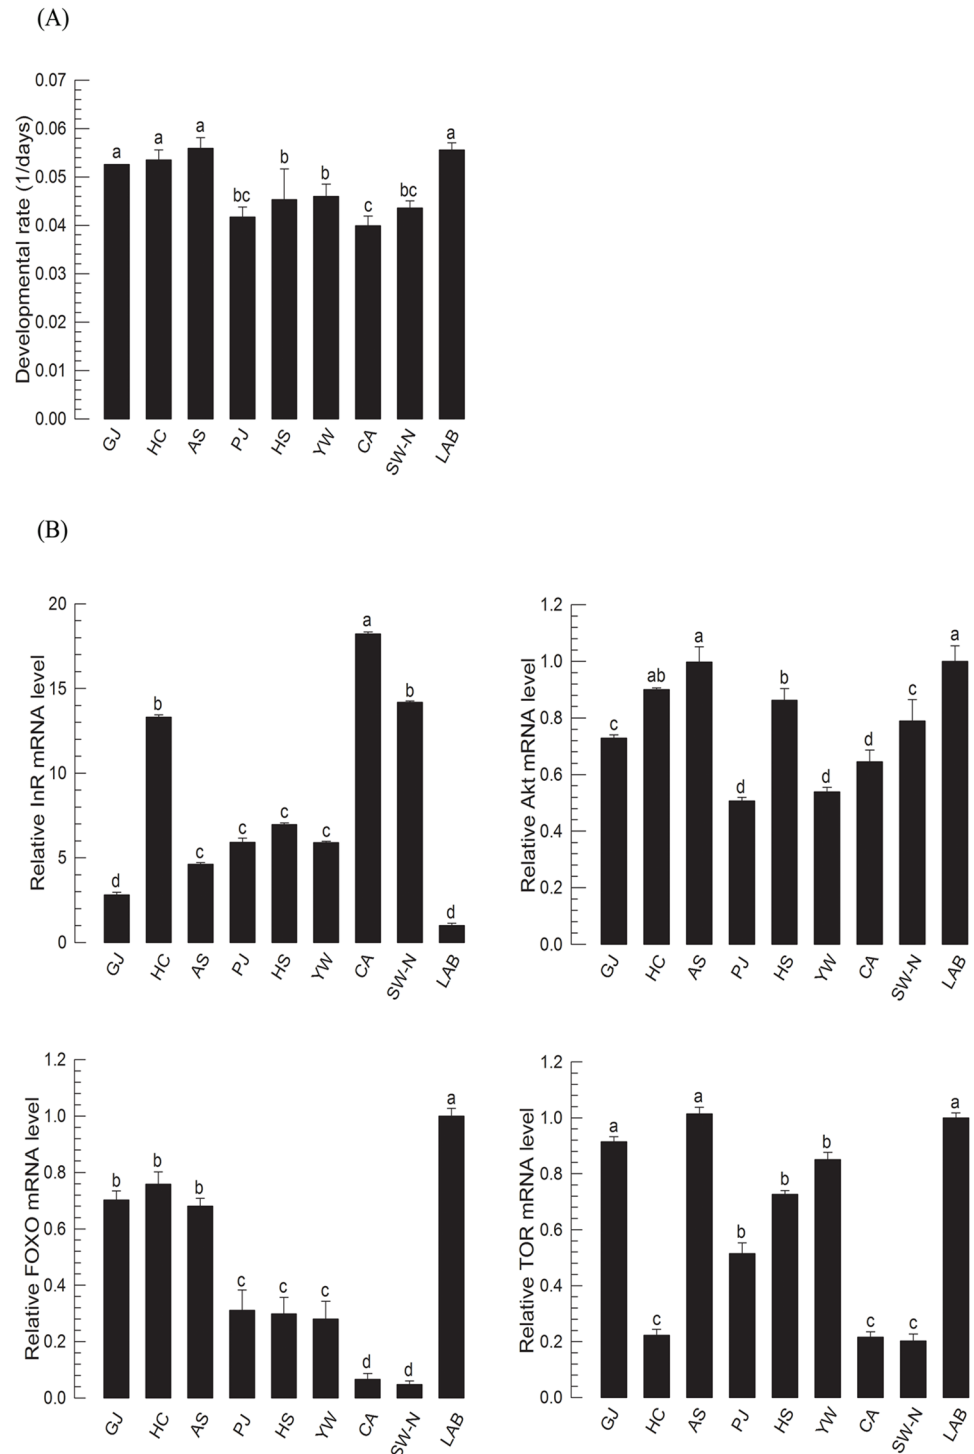 (A)
Developmental rate (1/days)
0.07
0.06
0.05
0.04
0.03
0.02
0.01
0.00
a a a bc b b c bc a
GJ HC AS PJ HS YW CA SW-N LAB
(B)
Relative InR mRNA level
20
15
10
5
0
d b c c c c a b d
GJ HC AS PJ HS YW CA SW-N LAB
Relative Akt mRNA level
1.2
1.0
0.8
0.6
0.4
0.2
0.0
c ab a d b d d c a
GJ HC AS PJ HS YW CA SW-N LAB
Relative FOXO mRNA level
1.2
1.0
0.8
0.6
0.4
0.2
0.0
b b b c c c d d a
GJ HC AS PJ HS YW CA SW-N LAB
Relative TOR mRNA level
1.2
1.0
0.8
0.6
0.4
0.2
0.0
a c a b b b c c a
GJ HC AS PJ HS YW CA SW-N LAB